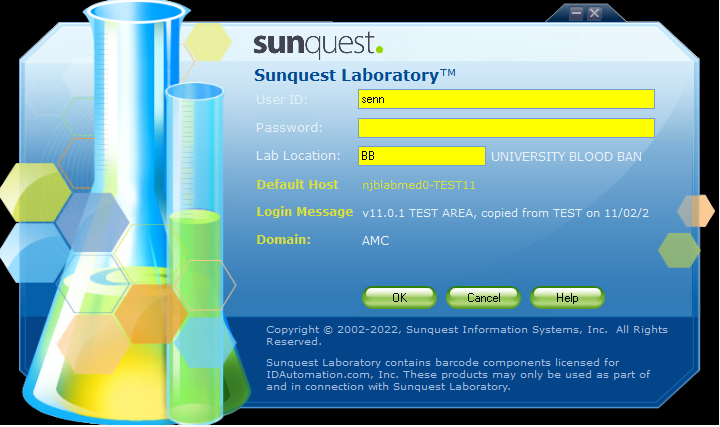 sunquest.
Sunquest Laboratory™
User ID: senn
Password:
Lab Location: BB UNIVERSITY BLOOD BAN
Default Host njblabmed0-TEST11
Login Message v11.0.1 TEST AREA, copied from TEST on 11/02/2
Domain: AMC
OK Cancel Help
Copyright © 2002-2022, Sunquest Information Systems, Inc. All Rights
Reserved.
Sunquest Laboratory contains barcode components licensed for
IDAutomation.com, Inc. These products may only be used as part of
and in connection with Sunquest Laboratory.